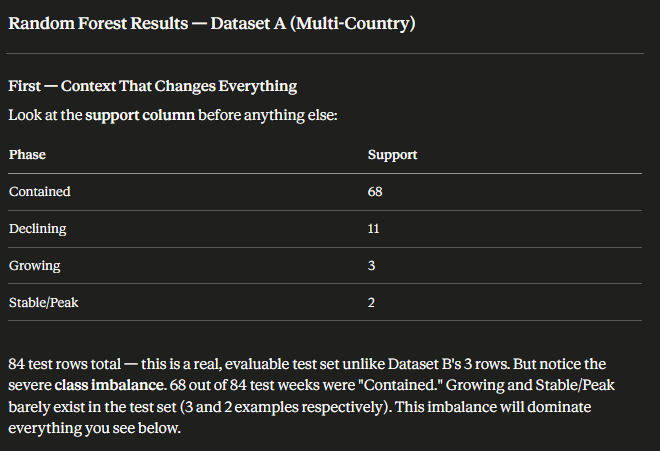 Random Forest Results — Dataset A (Multi-Country)
First — Context That Changes Everything
Look at the support column before anything else:
Phase Support
Contained 68
Declining 11
Growing 3
Stable/Peak 2
84 test rows total — this is a real, evaluable test set unlike Dataset B's 3 rows. But notice the
severe class imbalance. 68 out of 84 test weeks were "Contained." Growing and Stable/Peak
barely exist in the test set (3 and 2 examples respectively). This imbalance will dominate
everything you see below.